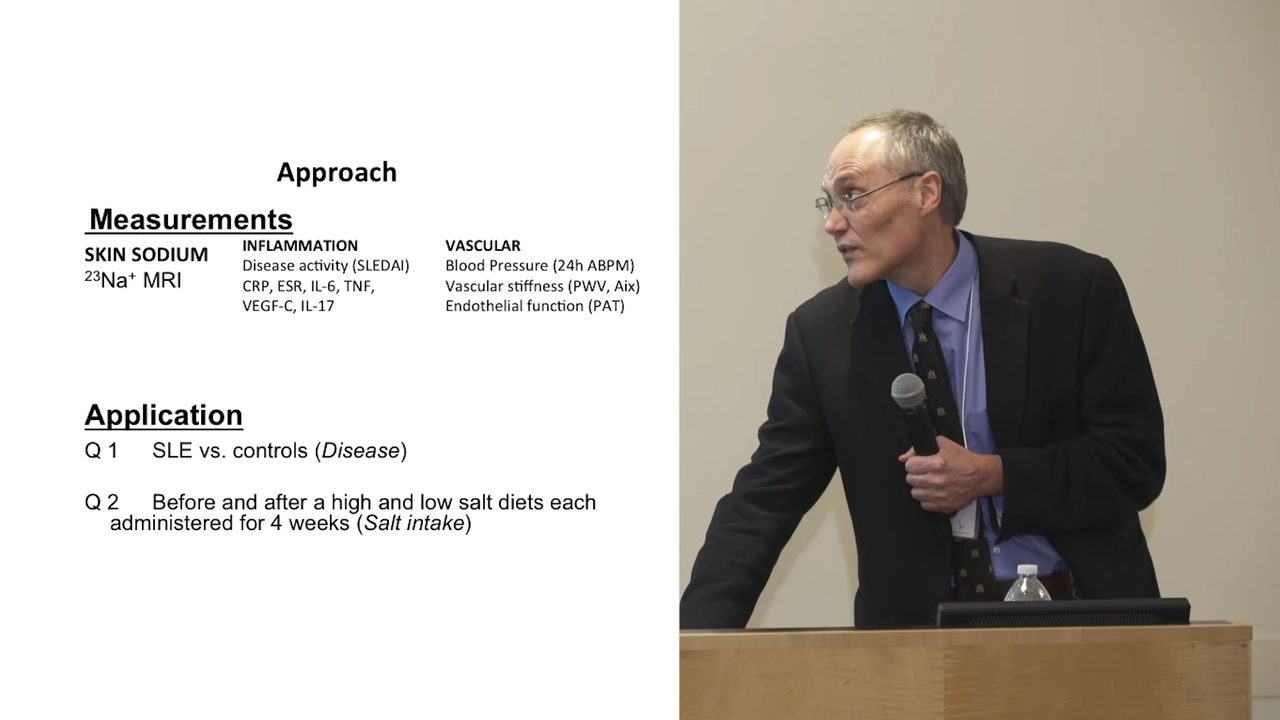 Approach
Measurements
SKIN SODIUM
²³Na⁺ MRI
INFLAMMATION
Disease activity (SLEDAI)
CRP, ESR, IL-6, TNF,
VEGF-C, IL-17
VASCULAR
Blood Pressure (24h ABPM)
Vascular stiffness (PWV, Aix)
Endothelial function (PAT)
Application
Q 1 SLE vs. controls (Disease)
Q 2 Before and after a high and low salt diets each
administered for 4 weeks (Salt intake)